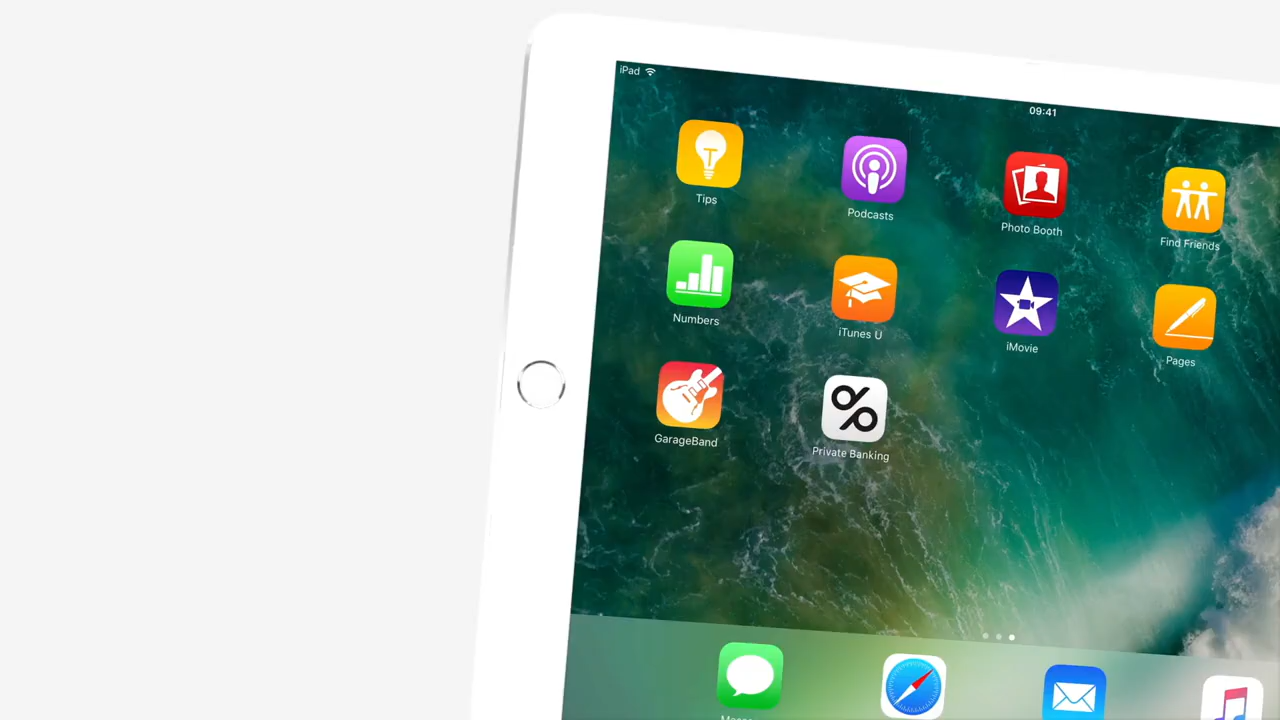 iPad
09:41
Tips
Podcasts
Photo Booth
Find Friends
Numbers
iTunes U
iMovie
Pages
GarageBand
Private Banking